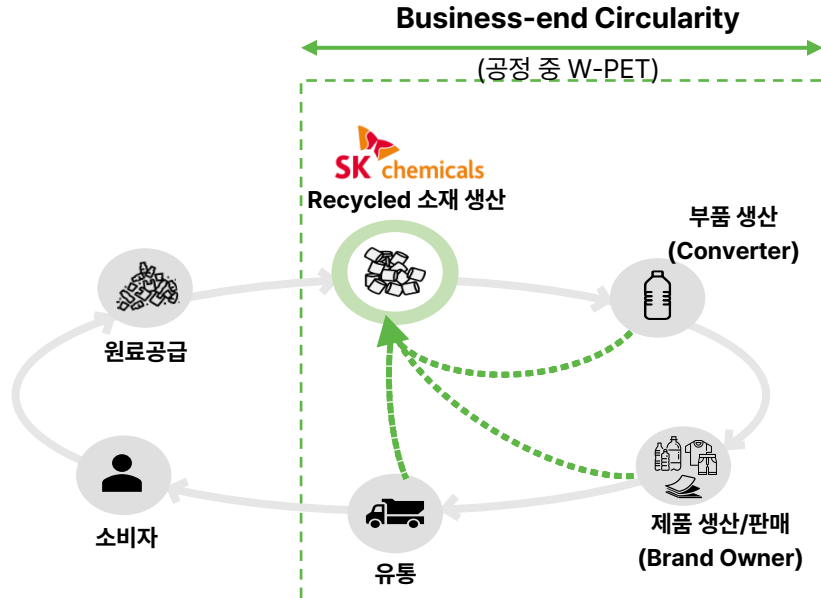 Business-end Circularity
(공정 중 W-PET)
SK chemicals
Recycled 소재 생산
부품 생산
(Converter)
원료공급
소비자
유통
제품 생산/판매
(Brand Owner)